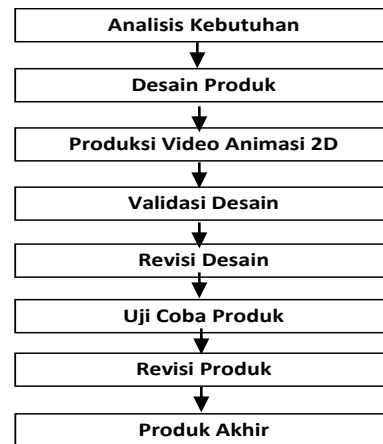 Analisis Kebutuhan
Desain Produk
Produksi Video Animasi 2D
Validasi Desain
Revisi Desain
Uji Coba Produk
Revisi Produk
Produk Akhir